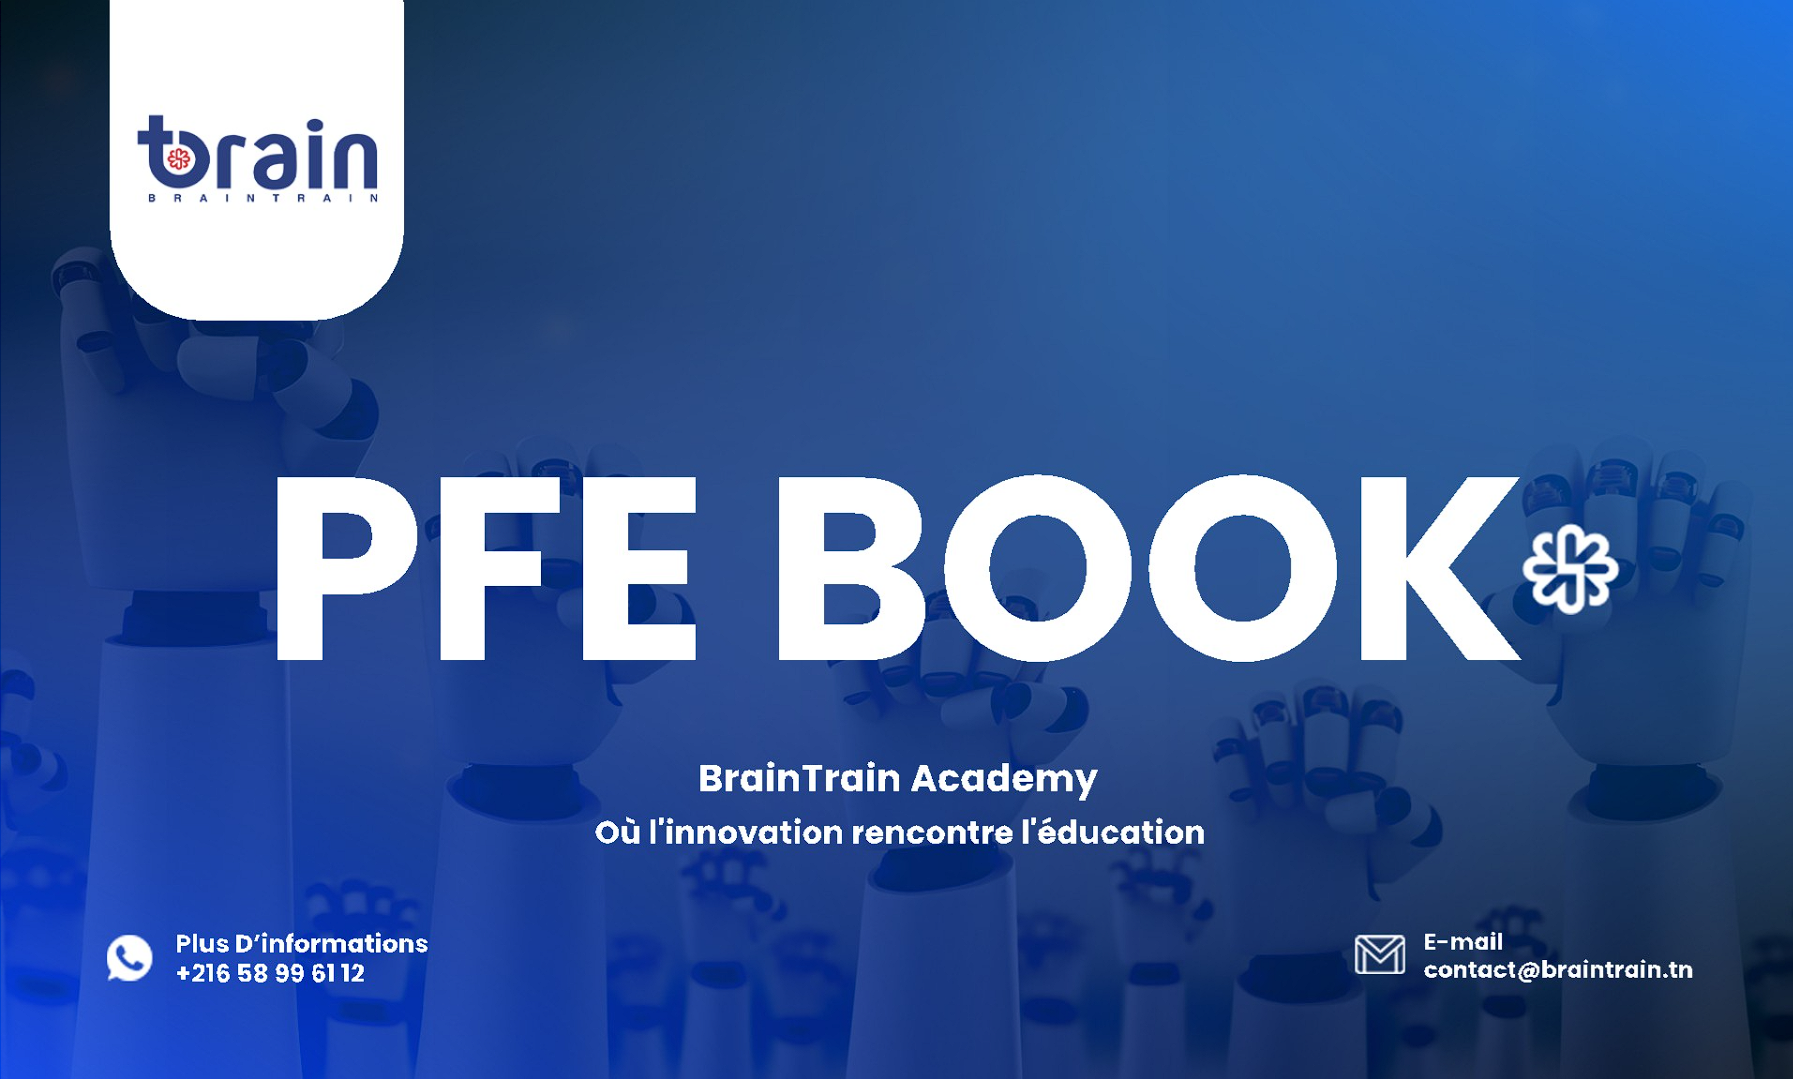 brain
BRAINTRAIN
PFE BOOK
BrainTrain Academy
Où l'innovation rencontre l'éducation
Plus D’informations
+216 58 99 61 12
E-mail
contact@braintrain.tn